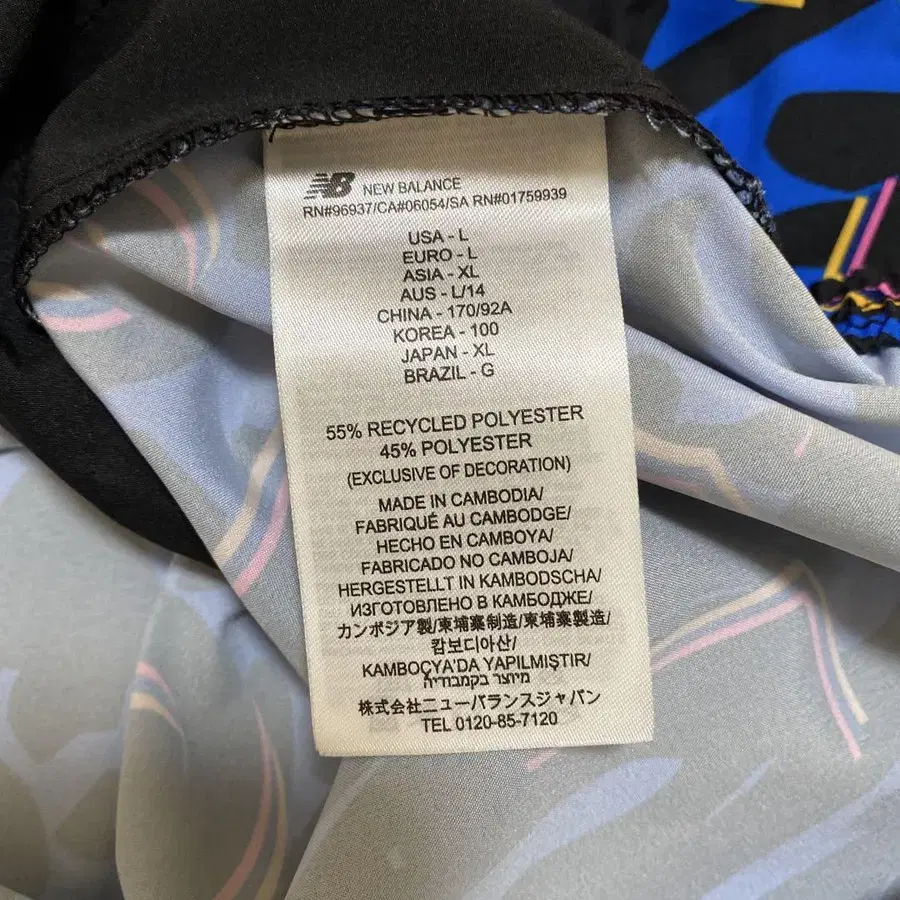 NB NEW BALANCE
RN#96937/CA#06054/SA RN#01759939
USA - L
EURO - L
ASIA - XL
AUS - L/14
CHINA - 170/92A
KOREA - 100
JAPAN - XL
BRAZIL - G
55% RECYCLED POLYESTER
45% POLYESTER
(EXCLUSIVE OF DECORATION)
MADE IN CAMBODIA/
FABRIQUÉ AU CAMBODGE/
HECHO EN CAMBOYA/
FABRICADO NO CAMBOJA/
HERGESTELLT IN KAMBODSCHA/
ИЗГОТОВЛЕНО В КАМБОДЖЕ/
カンボジア製/柬埔寨制造/柬埔寨製造/
캄보디아산/
KAMBOÇYA'DA YAPILMIŞTIR/
מיוצר בקמבודיה
株式会社ニューバランスジャパン
TEL 0120-85-7120